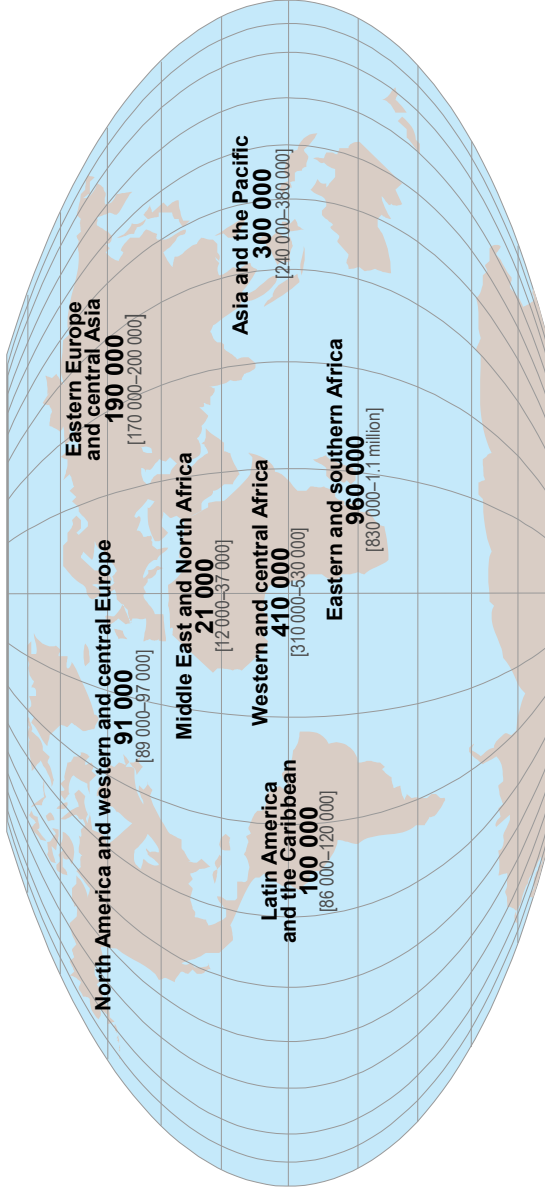 North America and western and central Europe
91 000
[89 000–97 000]
Eastern Europe
and central Asia
190 000
[170 000–200 000]
Middle East and North Africa
21 000
[12 000–37 000]
Western and central Africa
410 000
[310 000–530 000]
Asia and the Pacific
300 000
[240 000–380 000]
Latin America
and the Caribbean
100 000
[86 000–120 000]
Eastern and southern Africa
960 000
[830 000–1.1 million]